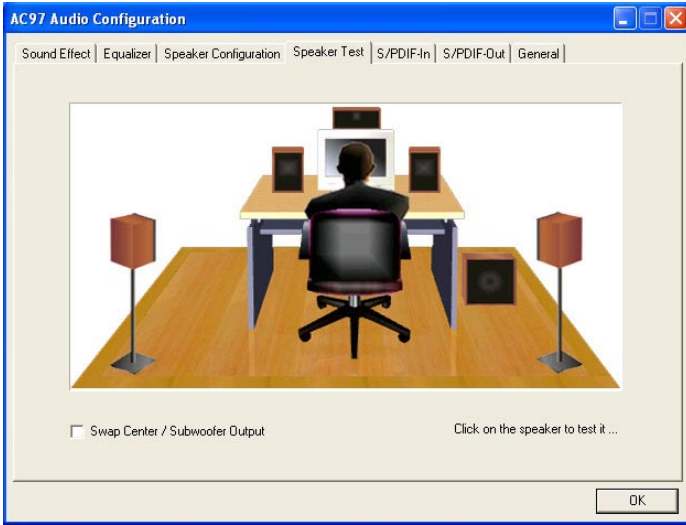 AC97 Audio Configuration
Sound Effect Equalizer Speaker Configuration Speaker Test S/PDIF-In S/PDIF-Out General
Swap Center / Subwoofer Output Click on the speaker to test it ...
OK